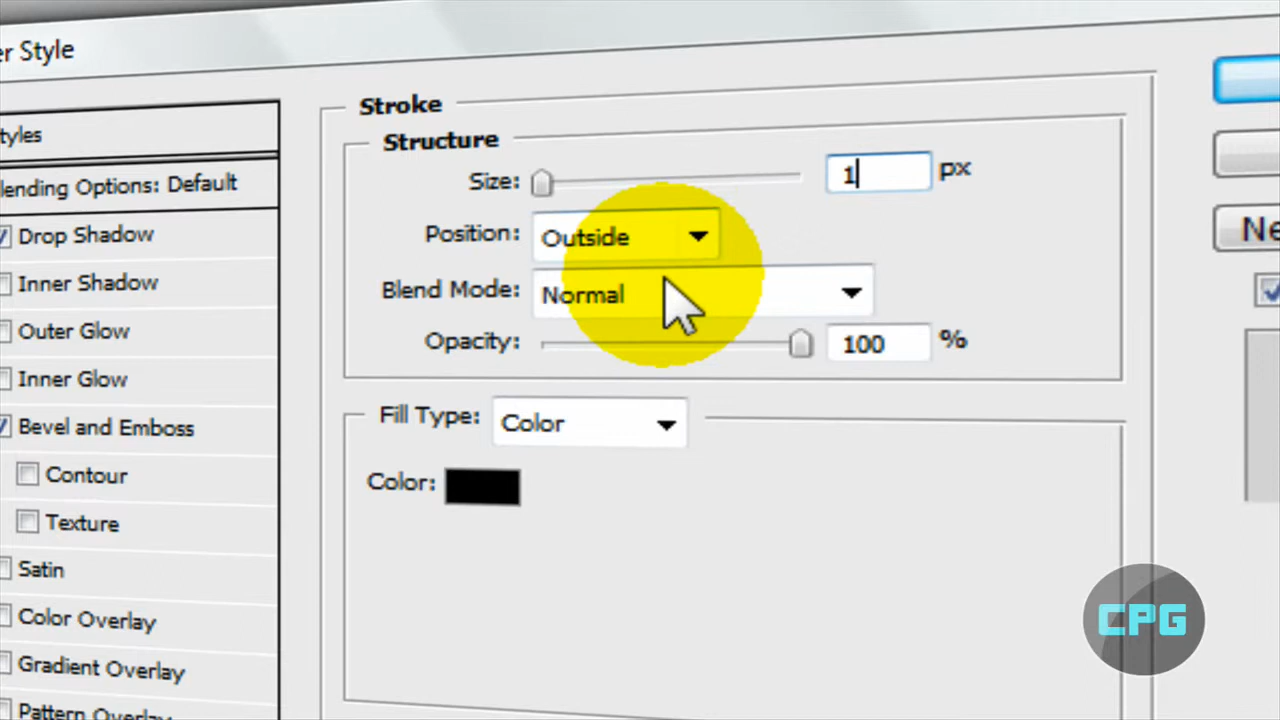 er Style
tyles
lending Options: Default
Drop Shadow
Inner Shadow
Outer Glow
Inner Glow
Bevel and Emboss
Contour
Texture
Satin
Color Overlay
Gradient Overlay
Pattern Overlay
Stroke
Structure
Size: 1 px
Position: Outside
Blend Mode: Normal
Opacity: 100 %
Fill Type: Color
Color:
Ne
CPG